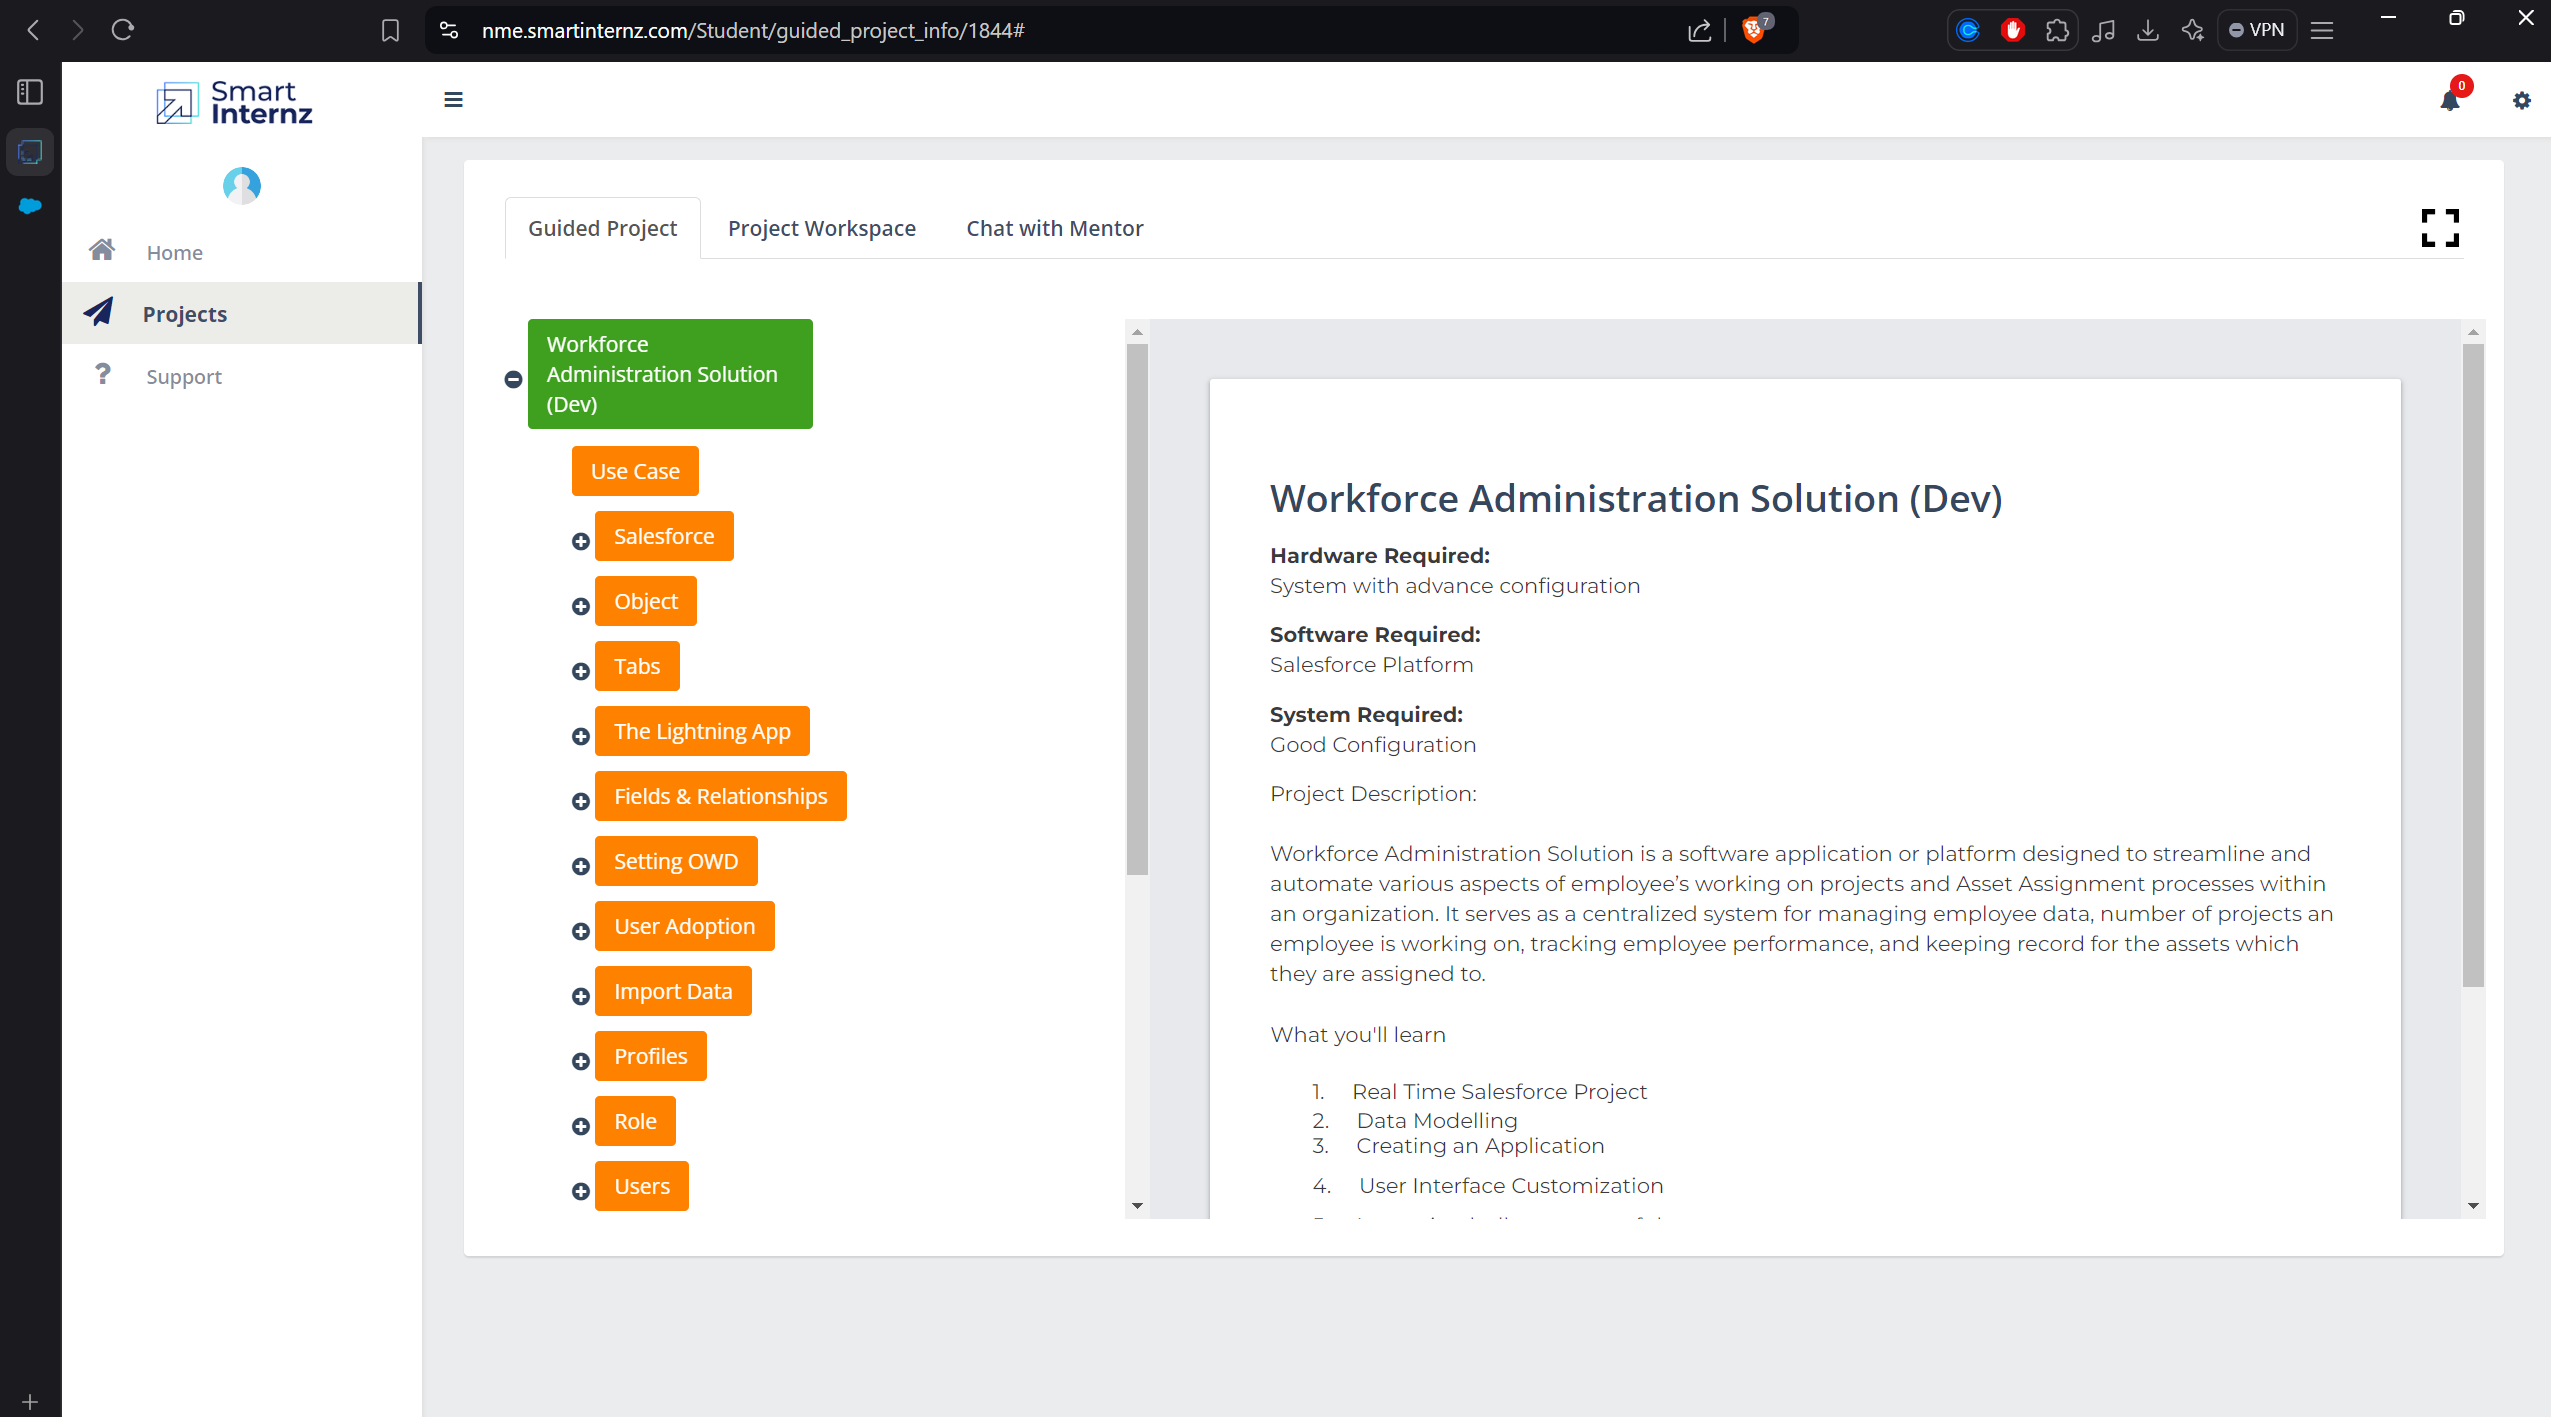 nme.smartinternz.com/Student/guided_project_info/1844#
7
VPN
Smart
Internz
0
Home
Projects
? Support
Guided Project
Project Workspace
Chat with Mentor
Workforce
Administration Solution
(Dev)
Use Case
Salesforce
Object
Tabs
The Lightning App
Fields & Relationships
Setting OWD
User Adoption
Import Data
Profiles
Role
Users
Workforce Administration Solution (Dev)
Hardware Required:
System with advance configuration
Software Required:
Salesforce Platform
System Required:
Good Configuration
Project Description:
Workforce Administration Solution is a software application or platform designed to streamline and
automate various aspects of employee’s working on projects and Asset Assignment processes within
an organization. It serves as a centralized system for managing employee data, number of projects an
employee is working on, tracking employee performance, and keeping record for the assets which
they are assigned to.
What you'll learn
1. Real Time Salesforce Project
2. Data Modelling
3. Creating an Application
4. User Interface Customization